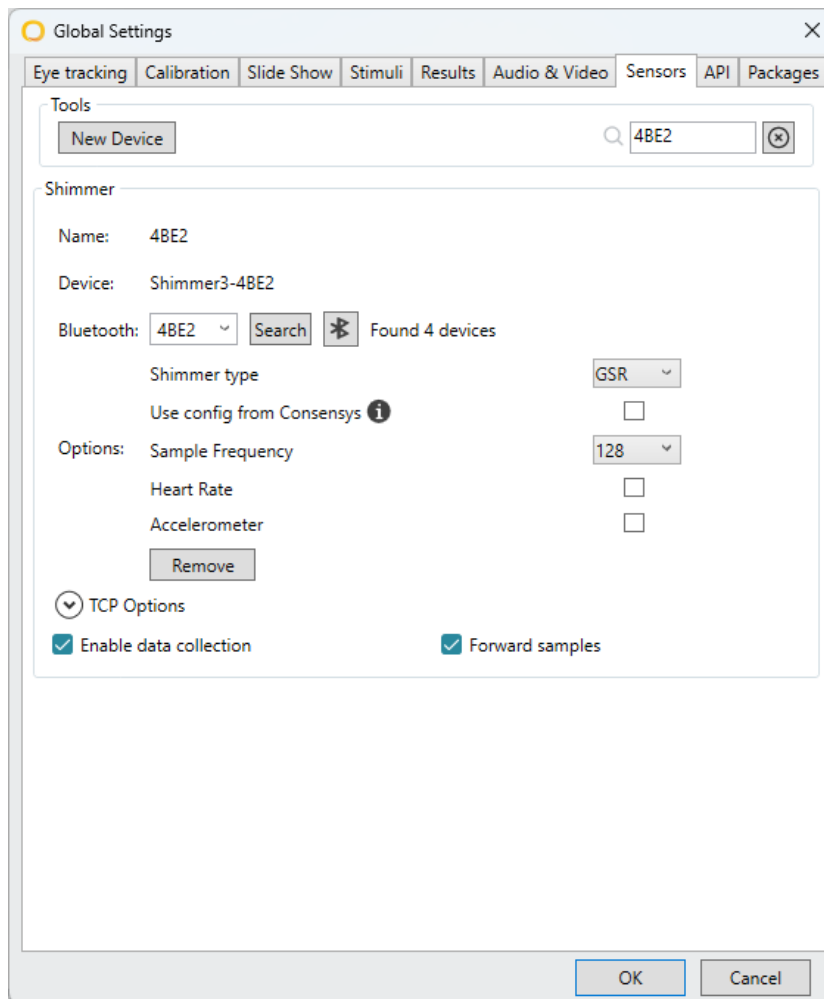 Global Settings
Eye tracking Calibration Slide Show Stimuli Results Audio & Video Sensors API Packages
Tools
New Device 4BE2
Shimmer
Name: 4BE2
Device: Shimmer3-4BE2
Bluetooth: 4BE2 Search Found 4 devices
Shimmer type GSR
Use config from Consensys
Options: Sample Frequency 128
Heart Rate
Accelerometer
Remove
TCP Options
Enable data collection Forward samples
OK Cancel